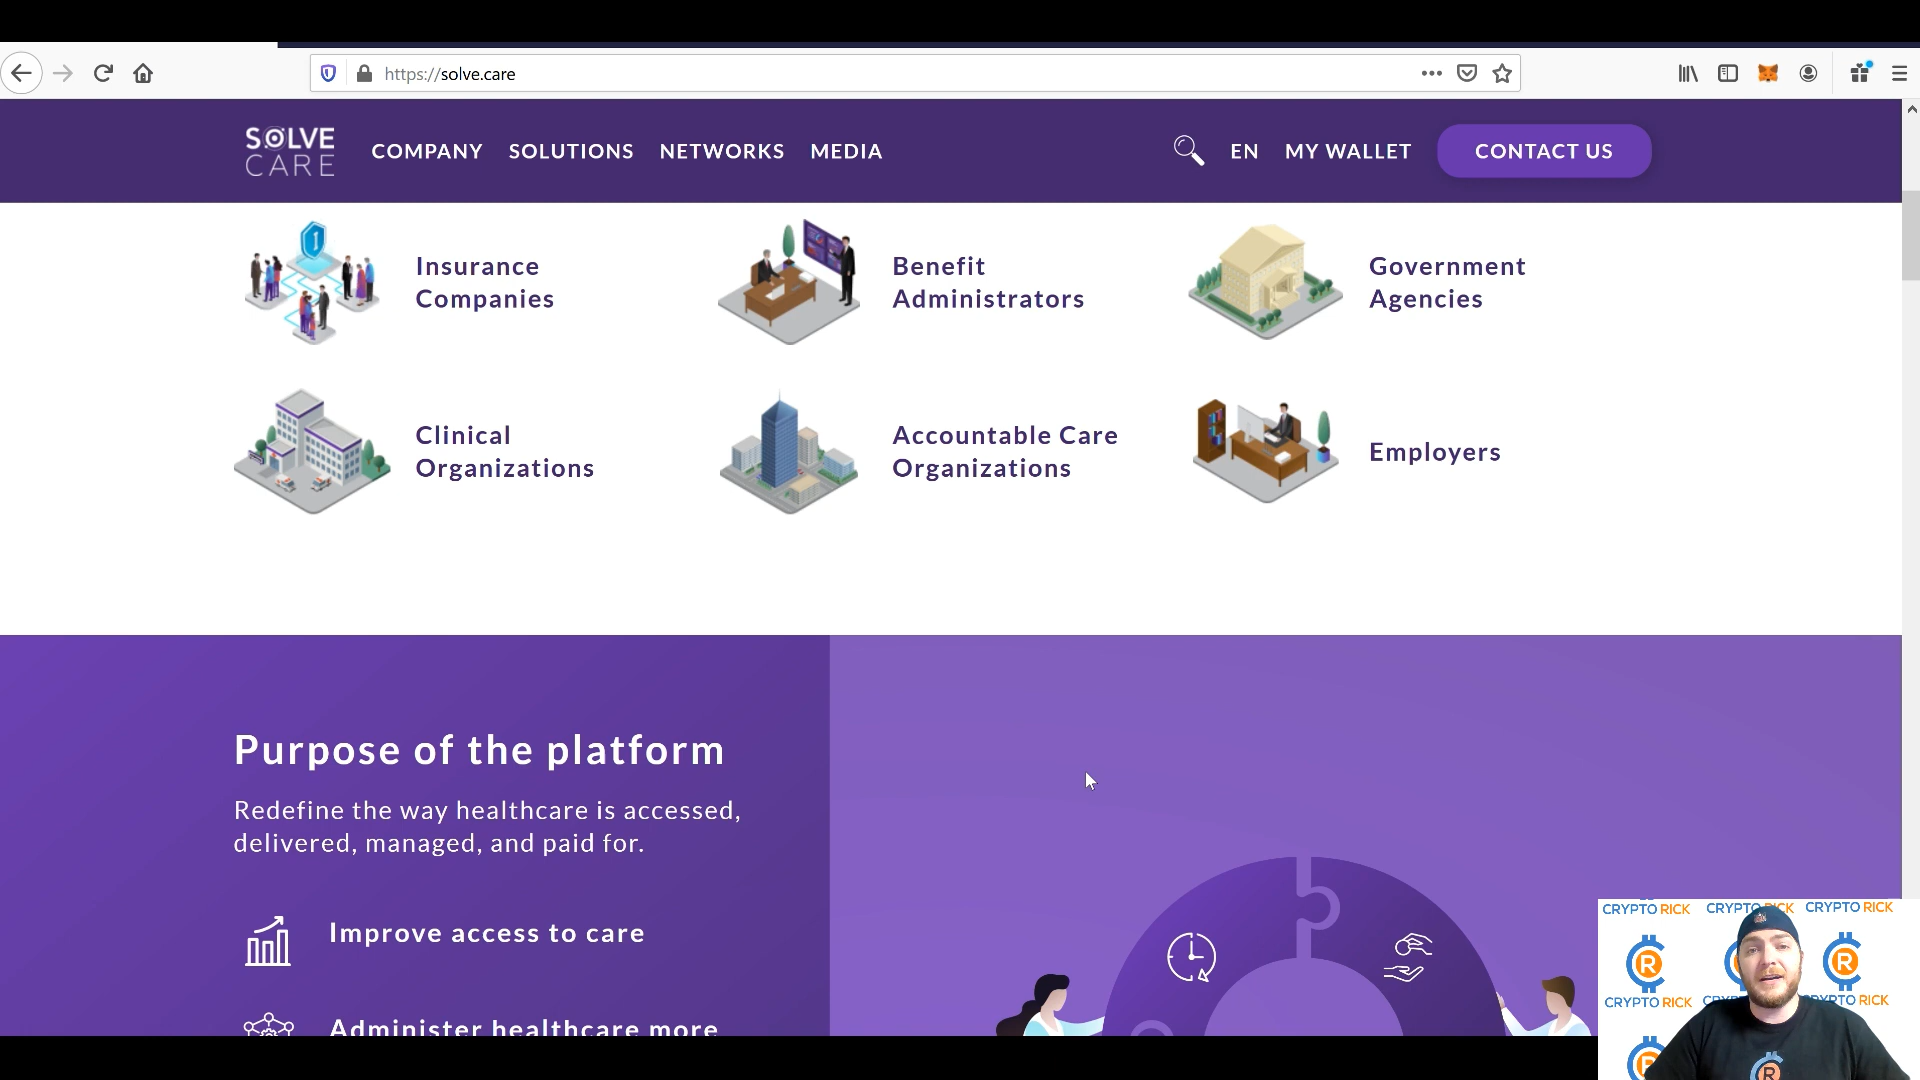 https://solve.care
SOLVE
CARE
COMPANY
SOLUTIONS
NETWORKS
MEDIA
EN
MY WALLET
CONTACT US
Insurance
Companies
Benefit
Administrators
Government
Agencies
Clinical
Organizations
Accountable Care
Organizations
Employers
Purpose of the platform
Redefine the way healthcare is accessed,
delivered, managed, and paid for.
Improve access to care
Administer healthcare more
CRYPTO RICK
CRYPTO RICK
CRYPTO RICK